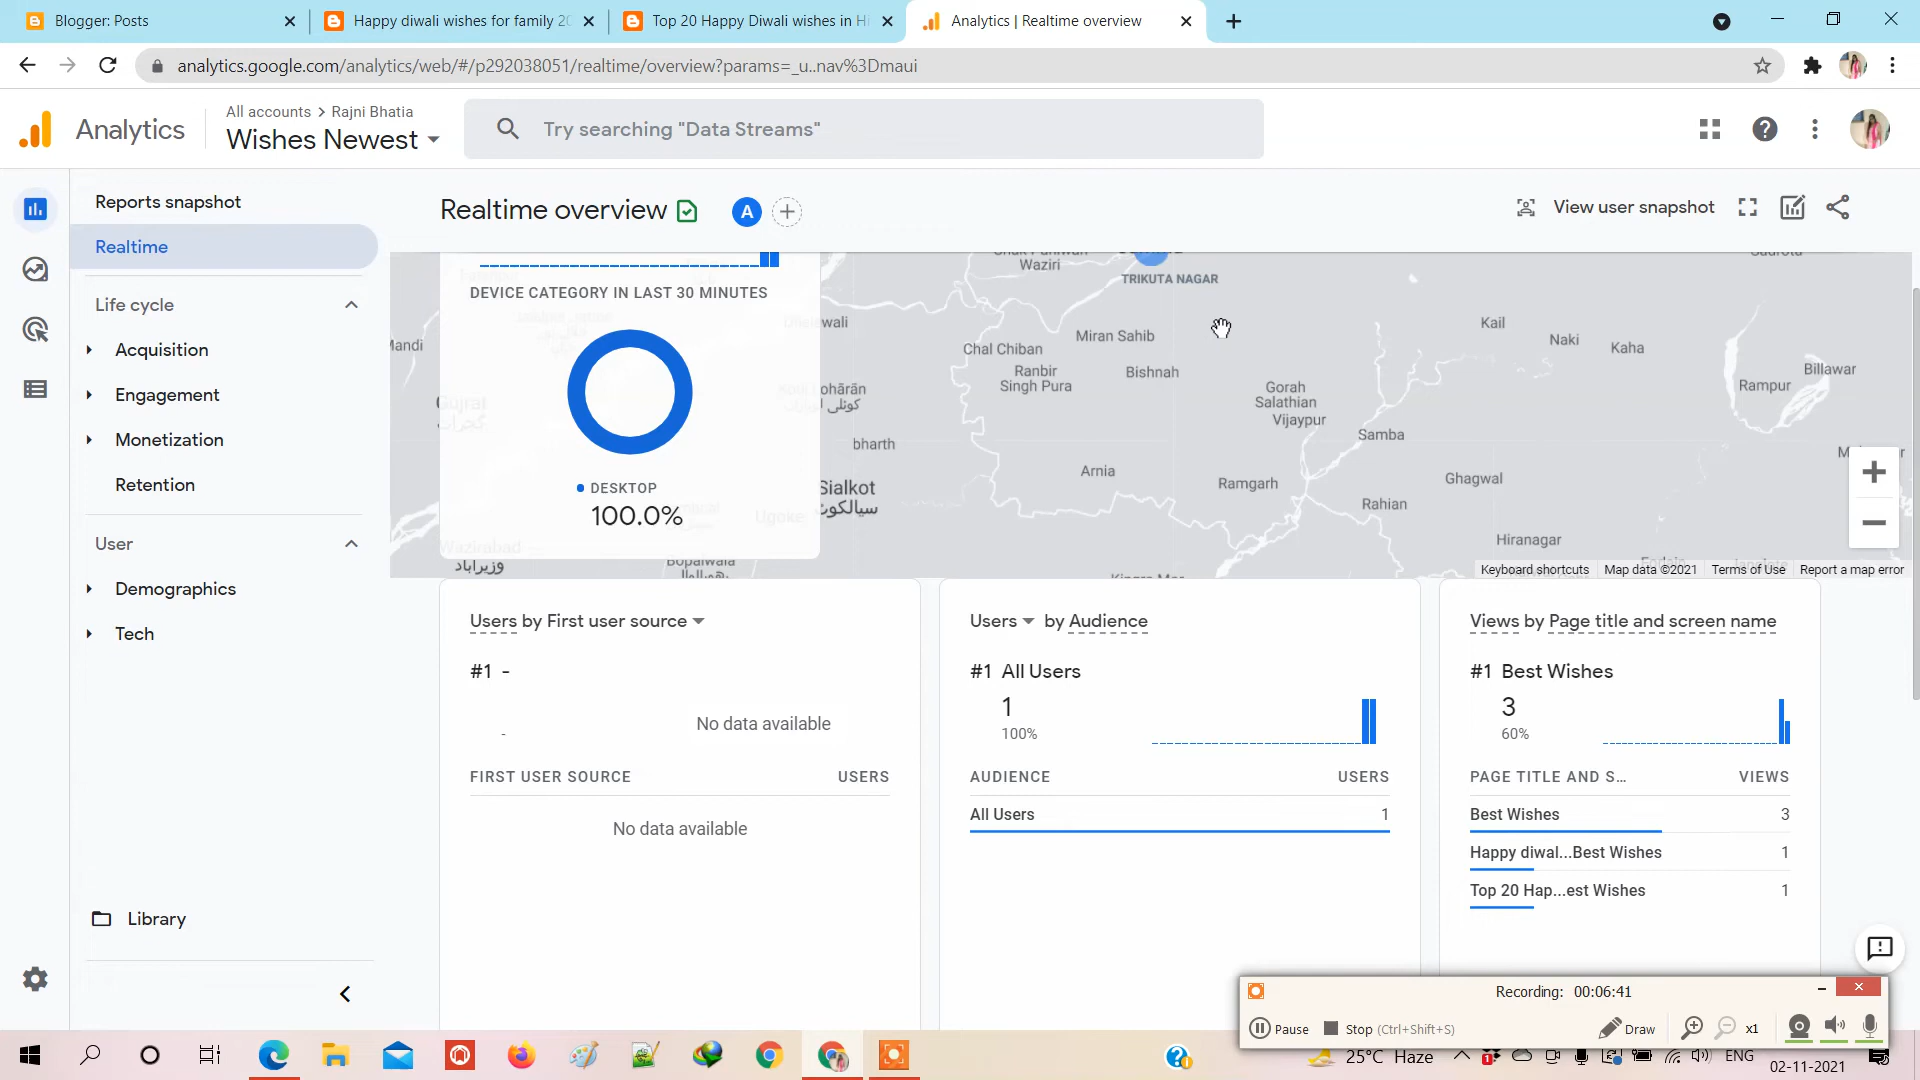 Blogger: Posts
Happy diwali wishes for family 20
Top 20 Happy Diwali wishes in Hi
Analytics | Realtime overview
analytics.google.com/analytics/web/#/p292038051/realtime/overview?params=_u..nav%3Dmaui
Analytics
All accounts > Rajni Bhatia
Wishes Newest
Try searching "Data Streams"
Reports snapshot
Realtime
Life cycle
Acquisition
Engagement
Monetization
Retention
User
Demographics
Tech
Library
Realtime overview
A
View user snapshot
DEVICE CATEGORY IN LAST 30 MINUTES
DESKTOP
100.0%
Waziri
TRIKUTA NAGAR
Miran Sahib
Chal Chiban
Ranbir
Singh Pura
Bishnah
Kail
Naki
Kaha
Billawar
Rampur
Gorah
Salathian
Vijaypur
Samba
bharth
Arnia
Ramgarh
Ghagwal
Rahian
Hiranagar
Sialkot
سیالکوٹ
Gujrat
گجرات
Ugoke
Wazirabad
وزیرآباد
Keyboard shortcuts
Map data ©2021
Terms of Use
Report a map error
Users by First user source
#1 -
-
No data available
FIRST USER SOURCE USERS
No data available
Users by Audience
#1 All Users
1
100%
AUDIENCE USERS
All Users 1
Views by Page title and screen name
#1 Best Wishes
3
60%
PAGE TITLE AND S... VIEWS
Best Wishes 3
Happy diwal...Best Wishes 1
Top 20 Hap...est Wishes 1
Recording: 00:06:41
Pause
Stop (Ctrl+Shift+S)
Draw
x1
25°C Haze
ENG
02-11-2021